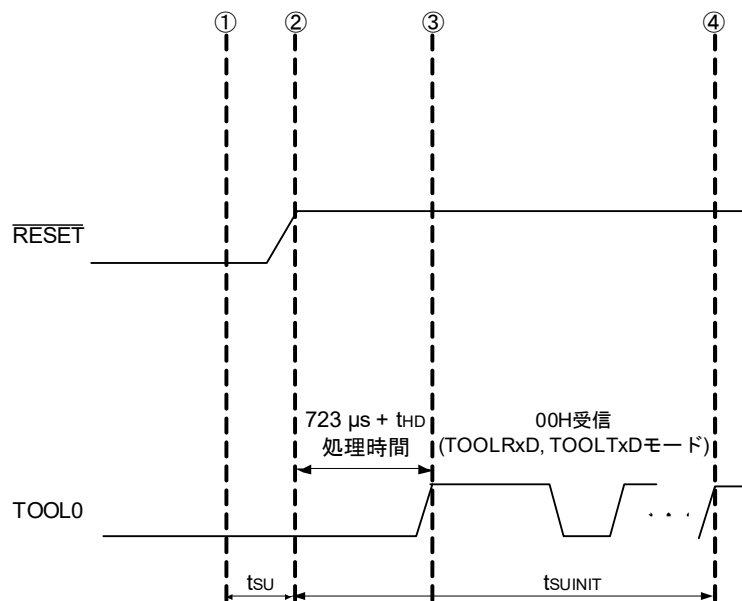 ① ② ③ ④
RESET
723 µs + tHD
処理時間
00H受信
(TOOLRxD, TOOLTxDモード)
TOOL0
· · ·
tSU
tSUINIT